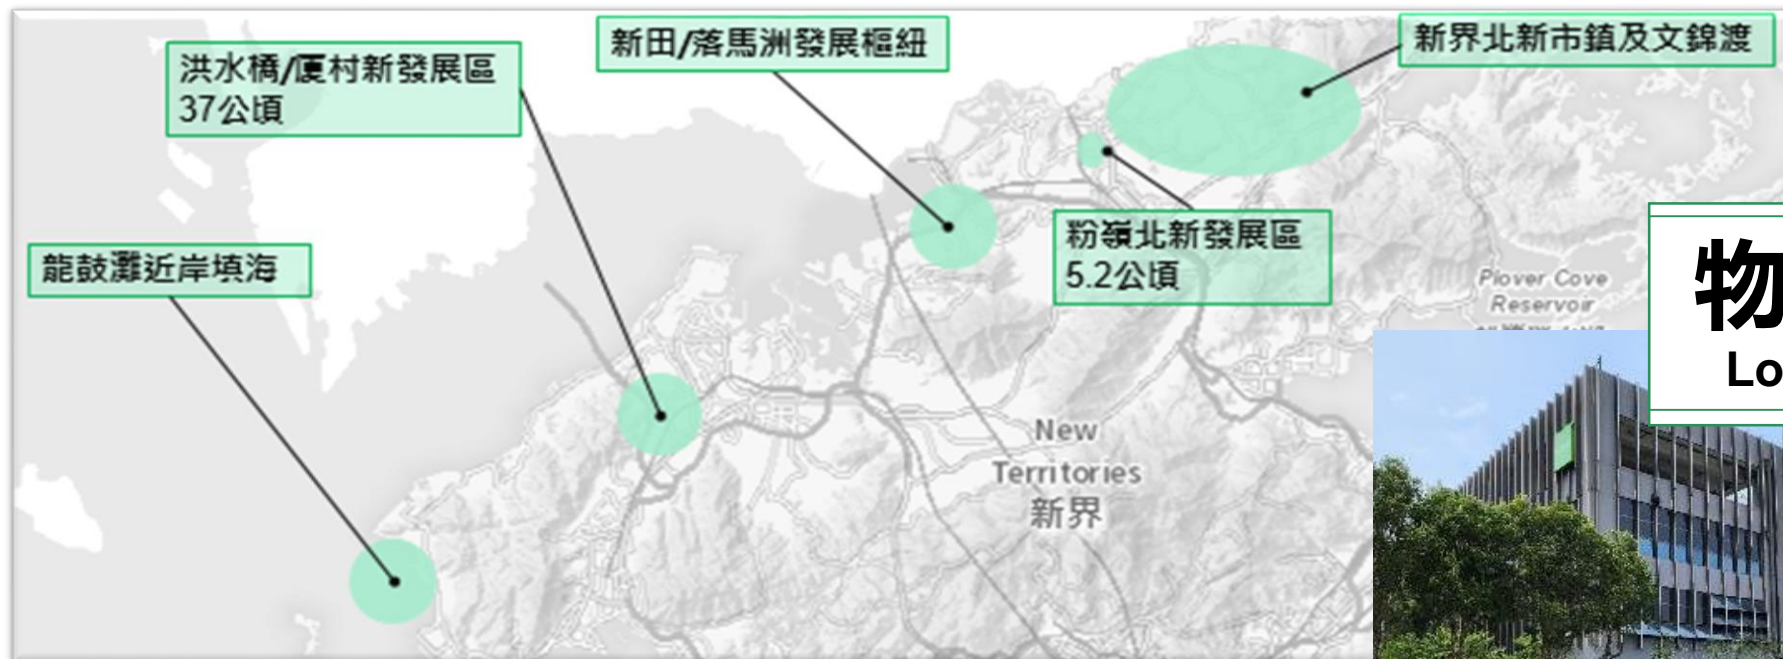 洪水橋/厦村新發展區
37公頃
新田/落馬洲發展樞紐
新界北新市鎮及文錦渡
龍鼓灘近岸填海
粉嶺北新發展區
5.2公頃
Plover Cove
Reservoir
物
Lo
New
Territories
新界